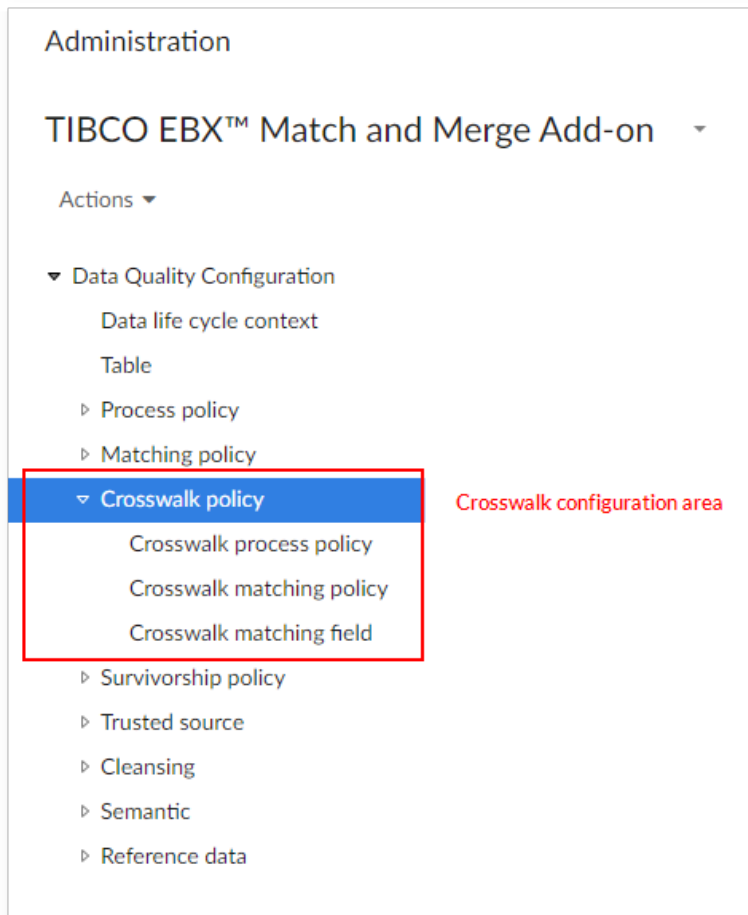 Administration
TIBCO EBX™ Match and Merge Add-on
Actions
Data Quality Configuration
Data life cycle context
Table
Process policy
Matching policy
Crosswalk policy
Crosswalk configuration area
Crosswalk process policy
Crosswalk matching policy
Crosswalk matching field
Survivorship policy
Trusted source
Cleansing
Semantic
Reference data